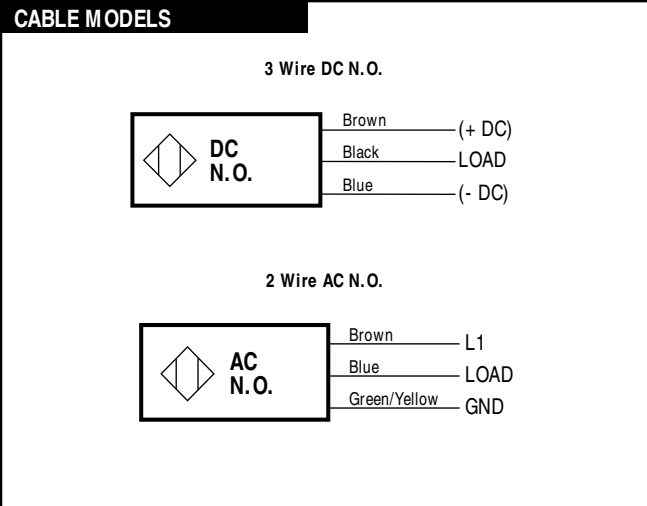 CABLE MODELS
3 Wire DC N.O.
DC
N.O.
Brown
(+ DC)
Black
LOAD
Blue
(- DC)
2 Wire AC N.O.
AC
N.O.
Brown
L1
Blue
LOAD
Green/Yellow
GND